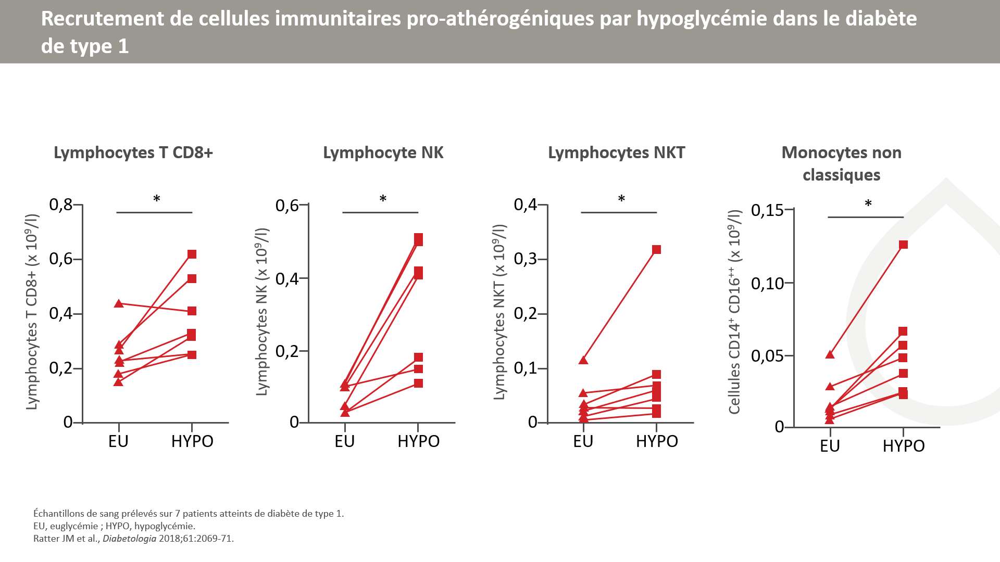 Recrutement de cellules immunitaires pro-athérogéniques par hypoglycémie dans le diabète
de type 1
Lymphocytes T CD8+
Lymphocytes T CD8+ (x 10⁹/l)
0,8
0,6
0,4
0,2
0
*
EU
HYPO
Lymphocyte NK
Lymphocytes NK (x 10⁹/l)
0,6
0,4
0,2
0
*
EU
HYPO
Lymphocytes NKT
Lymphocytes NKT (x 10⁹/l)
0,4
0,3
0,2
0,1
0
*
EU
HYPO
Monocytes non
classiques
Cellules CD14⁺ CD16⁺⁺ (x 10⁹/l)
0,15
0,10
0,05
0
*
EU
HYPO
Échantillons de sang prélevés sur 7 patients atteints de diabète de type 1.
EU, euglycémie ; HYPO, hypoglycémie.
Ratter JM et al., Diabetologia 2018;61:2069-71.